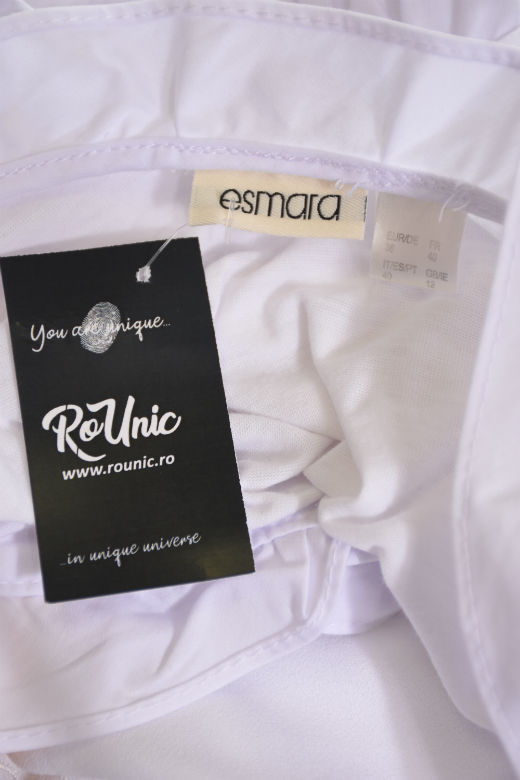 esmara
EUR/DE FR
38 40
IT/ES/PT GB/IE
40 12
You are unique...
RoUnic
www.rounic.ro
...in unique universe